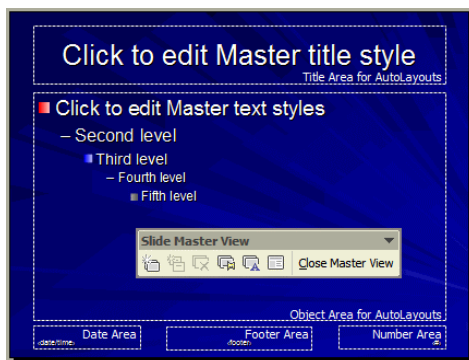 Click to edit Master title style
Title Area for AutoLayouts
Click to edit Master text styles
– Second level
Third level
– Fourth level
Fifth level
Slide Master View
Close Master View
Object Area for AutoLayouts
Date Area
<date/time>
Footer Area
<footer>
Number Area
<#>